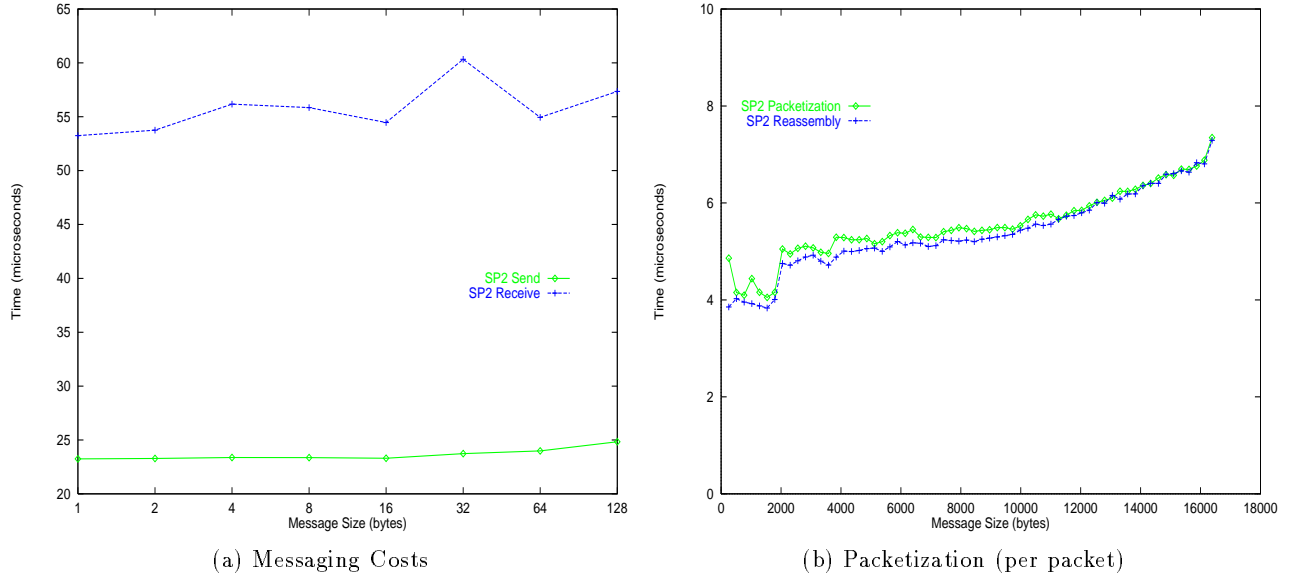 65
60
55
50
45
40
35
30
25
20
Time (microseconds)
SP2 Send
SP2 Receive
1 2 4 8 16 32 64 128
Message Size (bytes)
(a) Messaging Costs
10
8
6
4
2
0
Time (microseconds)
SP2 Packetization
SP2 Reassembly
0 2000 4000 6000 8000 10000 12000 14000 16000 18000
Message Size (bytes)
(b) Packetization (per packet)